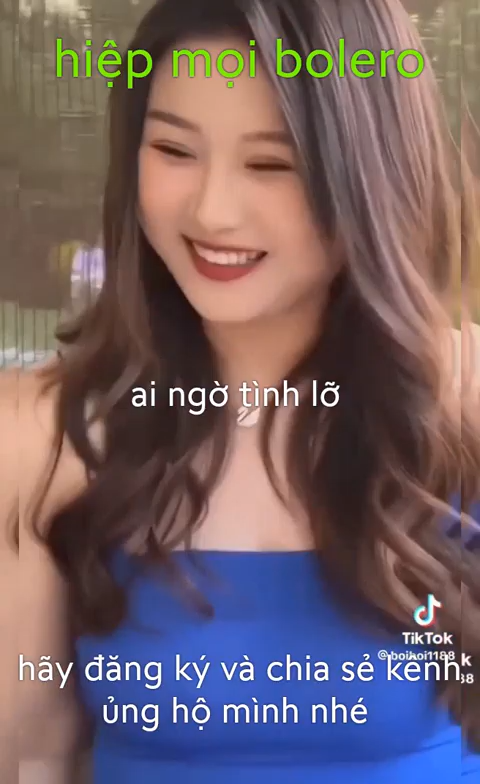 hiệp mọi bolero
ai ngờ tình lỡ
TikTok
@boihoi1188
hãy đăng ký và chia sẻ kênh
ủng hộ mình nhé